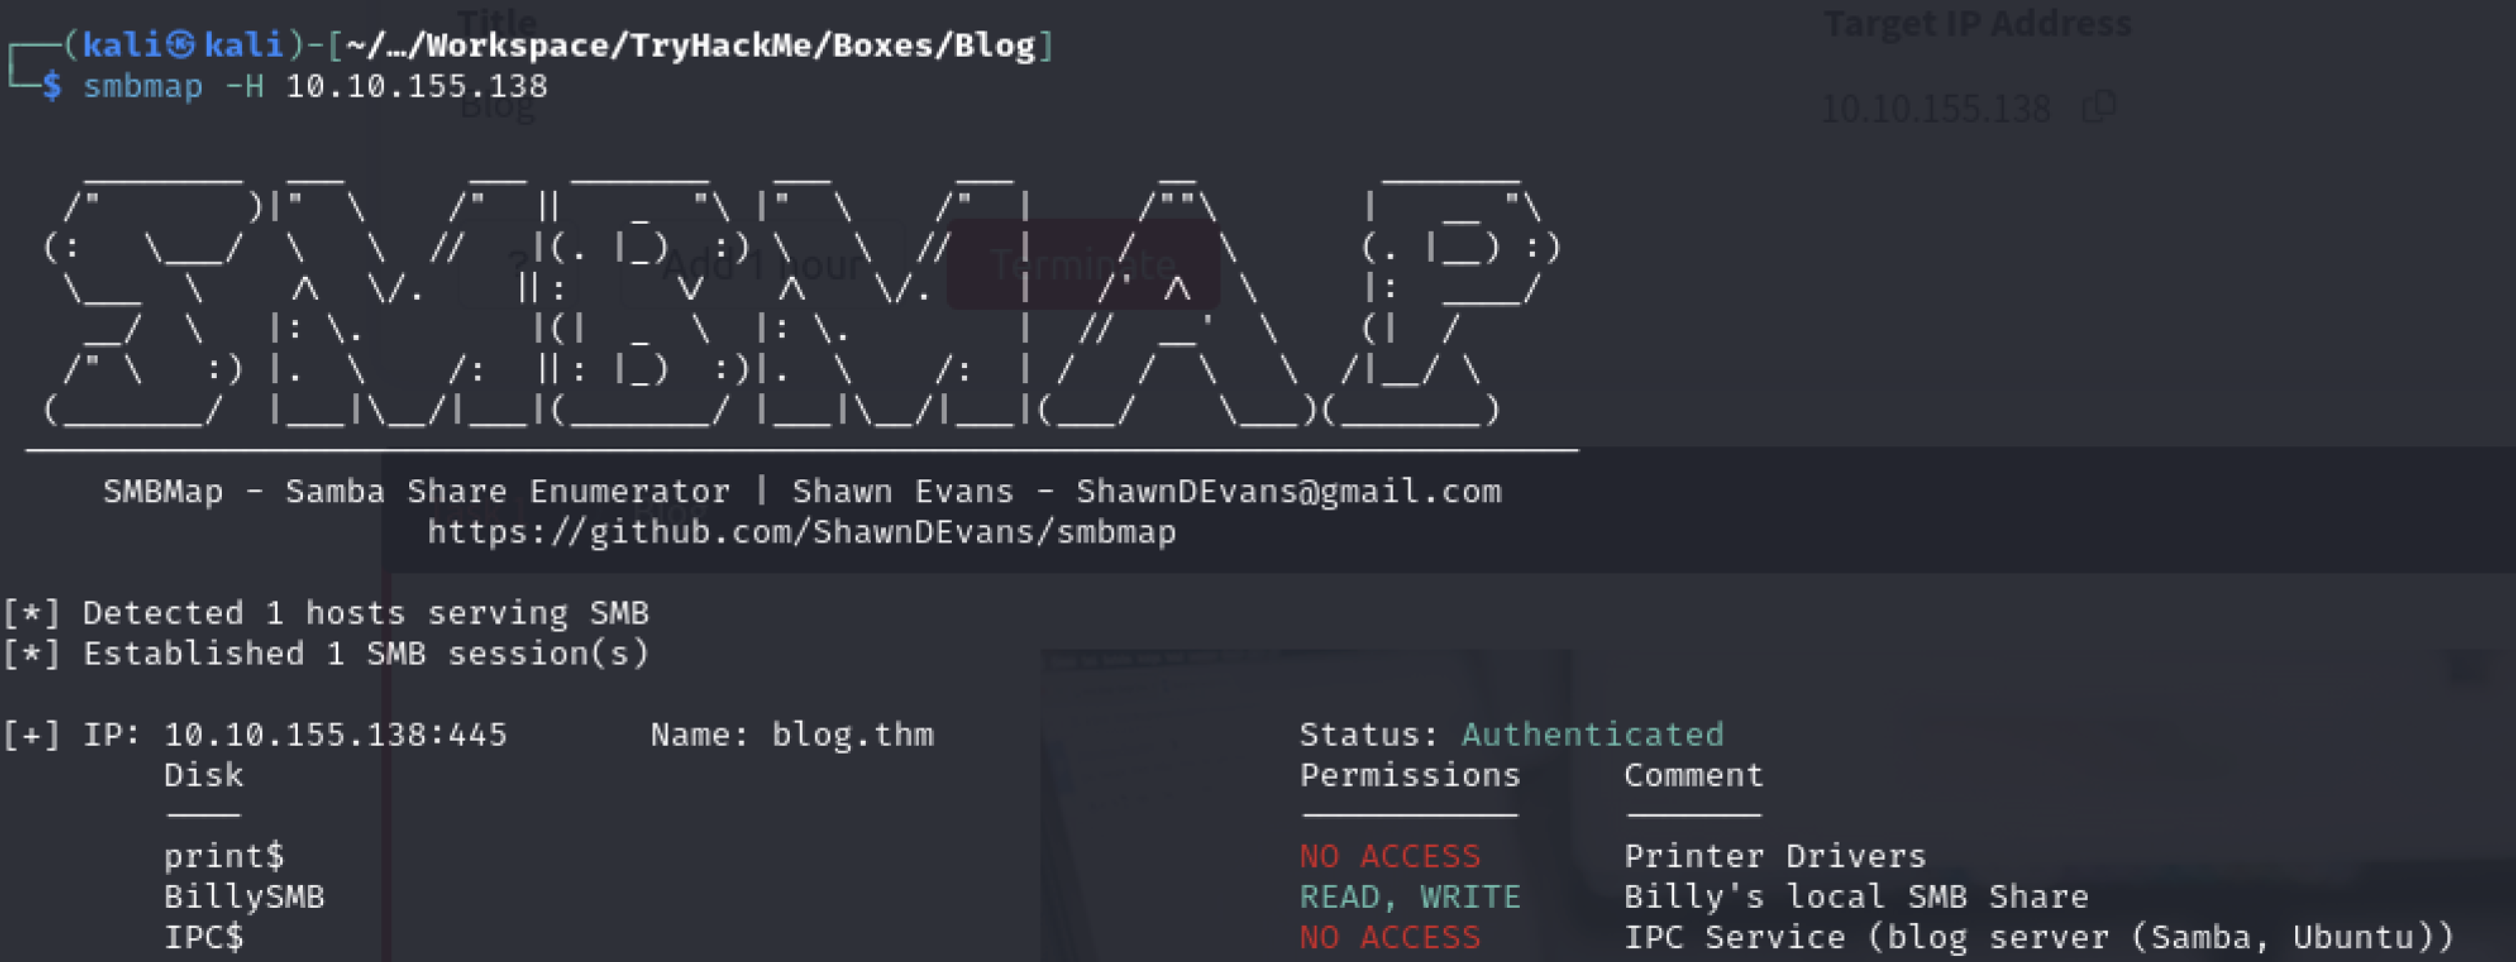 Title
Target IP Address
┌──(kali㉿kali)-[~/…/Workspace/TryHackMe/Boxes/Blog]
└─$ smbmap -H 10.10.155.138
Blog
10.10.155.138
? Add 1 hour Terminate
SMBMAP
SMBMap - Samba Share Enumerator | Shawn Evans - ShawnDEvans@gmail.com
Blog
https://github.com/ShawnDEvans/smbmap
[*] Detected 1 hosts serving SMB
[*] Established 1 SMB session(s)
[+] IP: 10.10.155.138:445 Name: blog.thm Status: Authenticated
Disk Permissions Comment
---- ----------- -------
print$ NO ACCESS Printer Drivers
BillySMB READ, WRITE Billy's local SMB Share
IPC$ NO ACCESS IPC Service (blog server (Samba, Ubuntu))